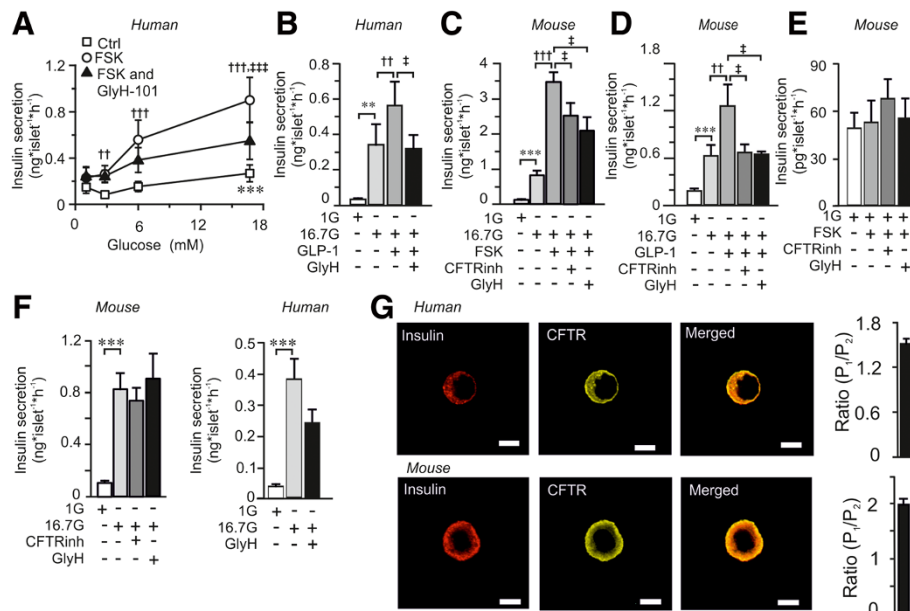 A
Human
Ctrl
FSK
FSK and
GlyH-101
†††,‡‡‡
†††
††
***
Insulin secretion
(ng*islet⁻¹*h⁻¹)
1.2
0.9
0.6
0.3
0
0 6 12 18
Glucose (mM)
B
Human
††
‡
**
Insulin secretion
(ng*islet⁻¹*h⁻¹)
0.8
0.6
0.4
0.2
0
1G + - - -
16.7G - + + +
GLP-1 - - + +
GlyH - - - +
C
Mouse
‡
†††
‡
***
Insulin secretion
(ng*islet⁻¹*h⁻¹)
4
3
2
1
0
1G + - - - -
16.7G - + + + +
FSK - - + + +
CFTRinh - - - + -
GlyH - - - - +
D
Mouse
‡
††
‡
***
Insulin secretion
(ng*islet⁻¹*h⁻¹)
1.8
1.2
0.6
0
1G + - - - -
16.7G - + + + +
GLP-1 - - + + +
CFTRinh - - - + -
GlyH - - - - +
E
Mouse
Insulin secretion
(pg*islet⁻¹*h⁻¹)
90
60
30
0
1G + + + +
FSK - + + +
CFTRinh - - + -
GlyH - - - +
F
Mouse
***
Insulin secretion
(ng*islet⁻¹*h⁻¹)
1.2
0.8
0.4
0
1G + - - -
16.7G - + + +
CFTRinh - - + -
GlyH - - - +
Human
***
Insulin secretion
(ng*islet⁻¹*h⁻¹)
0.5
0.4
0.3
0.1
0
1G + - -
16.7G - + +
GlyH - - +
G
Human
Insulin
CFTR
Merged
Ratio (P₁/P₂)
1.8
1.2
0.6
0
Mouse
Insulin
CFTR
Merged
Ratio (P₁/P₂)
2
1
0